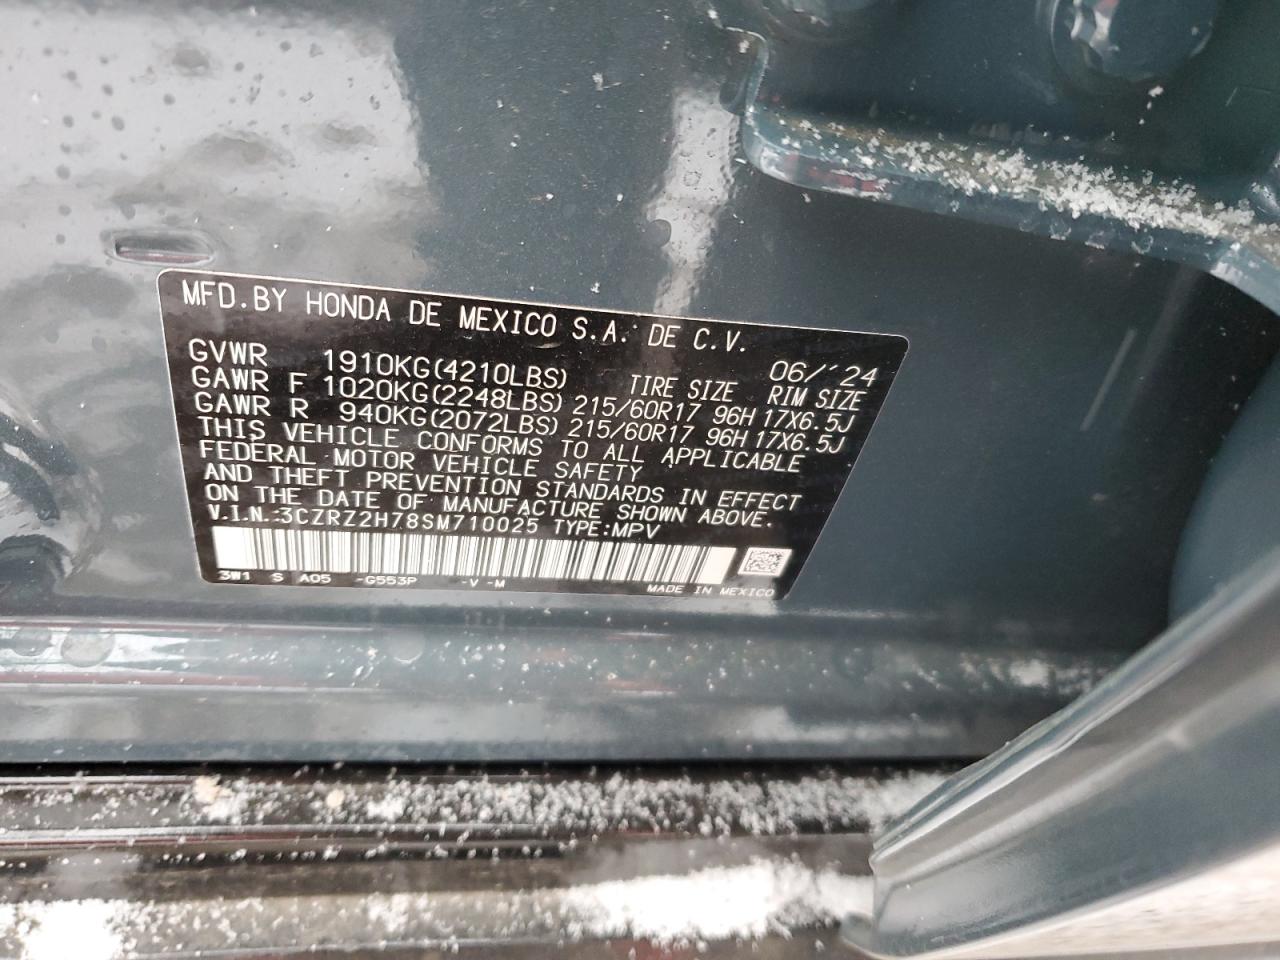 MFD.BY HONDA DE MEXICO S.A. DE C.V.
06/'24
GVWR 1910KG(4210LBS) TIRE SIZE RIM SIZE
GAWR F 1020KG(2248LBS) 215/60R17 96H 17X6.5J
GAWR R 940KG(2072LBS) 215/60R17 96H 17X6.5J
THIS VEHICLE CONFORMS TO ALL APPLICABLE
FEDERAL MOTOR VEHICLE SAFETY
AND THEFT PREVENTION STANDARDS IN EFFECT
ON THE DATE OF MANUFACTURE SHOWN ABOVE.
V.I.N.:3CZRZ2H78SM710025 TYPE:MPV
3W1 S A05 -G553P -V -M
MADE IN MEXICO